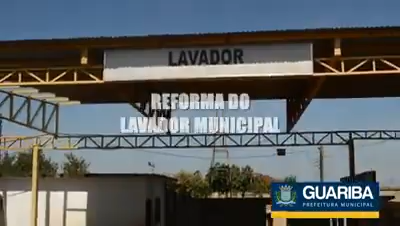 LAVADOR
REFORMA DO
LAVADOR MUNICIPAL
GUARIBA
PREFEITURA MUNICIPAL